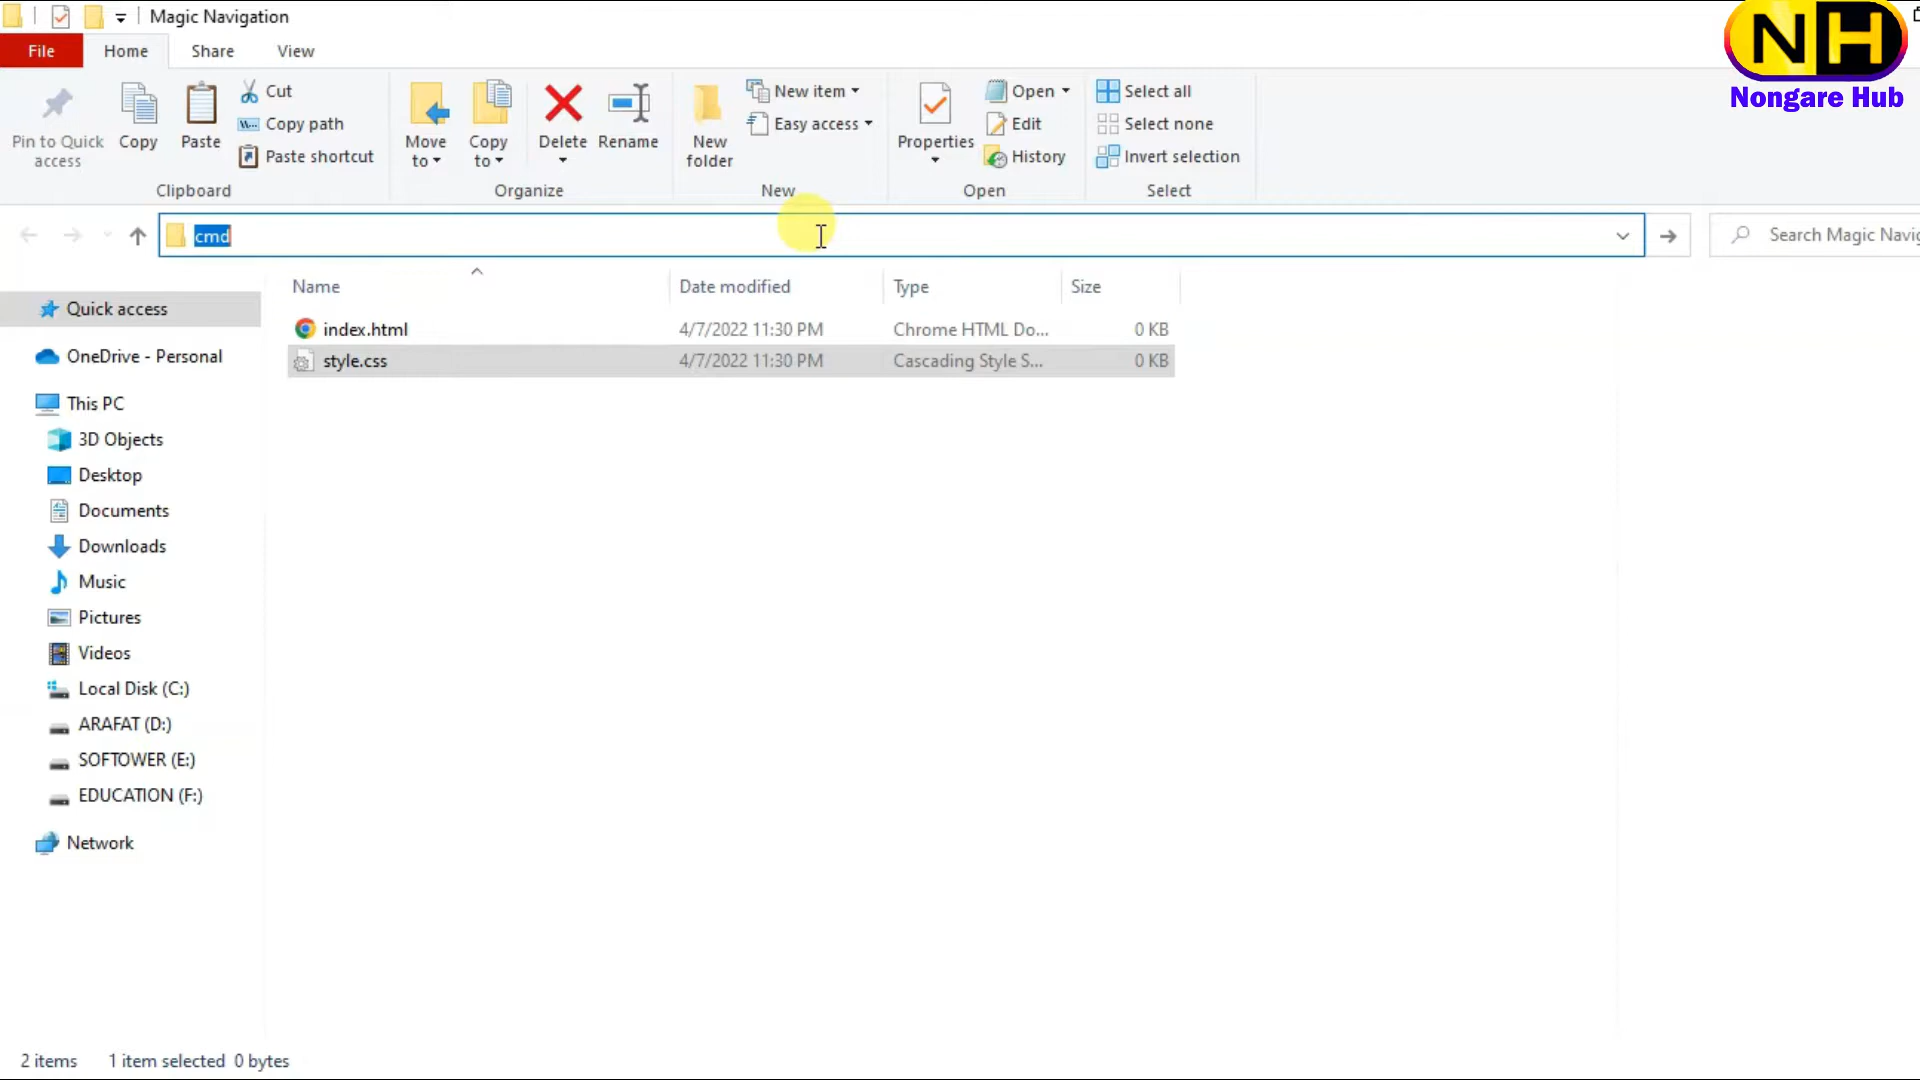 Magic Navigation
NH
Nongare Hub
File Home Share View
Pin to Quick access
Copy
Paste
Cut
Copy path
Paste shortcut
Clipboard
Move to
Copy to
Delete
Rename
Organize
New folder
New item
Easy access
New
Properties
Open
Edit
History
Open
Select all
Select none
Invert selection
Select
cmd
Search Magic Navig
Name Date modified Type Size
index.html 4/7/2022 11:30 PM Chrome HTML Do... 0 KB
style.css 4/7/2022 11:30 PM Cascading Style S... 0 KB
Quick access
OneDrive - Personal
This PC
3D Objects
Desktop
Documents
Downloads
Music
Pictures
Videos
Local Disk (C:)
ARAFAT (D:)
SOFTOWER (E:)
EDUCATION (F:)
Network
2 items 1 item selected 0 bytes